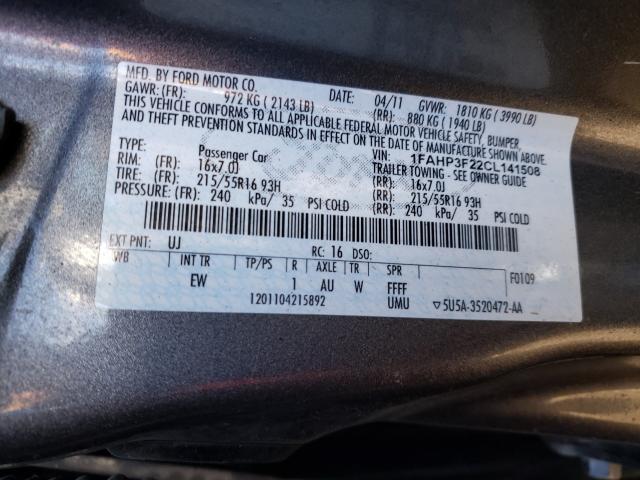 MFD. BY FORD MOTOR CO.
DATE: 04/11 GVWR: 1810 KG ( 3990 LB)
GAWR: (FR): 972 KG ( 2143 LB) (RR): 880 KG ( 1940 LB)
THIS VEHICLE CONFORMS TO ALL APPLICABLE FEDERAL MOTOR VEHICLE SAFETY, BUMPER,
AND THEFT PREVENTION STANDARDS IN EFFECT ON THE DATE OF MANUFACTURE SHOWN ABOVE.
VIN: 1FAHP3F22CL141508
TYPE: Passenger Car TRAILER TOWING - SEE OWNER GUIDE
RIM: (FR): 16x7.0J (RR): 16x7.0J
TIRE: (FR): 215/55R16 93H (RR): 215/55R16 93H
PRESSURE: (FR): 240 kPa/ 35 PSI COLD (RR): 240 kPa/ 35 PSI COLD
EXT PNT: UJ RC: 16 DSO:
WB INT TR TP/PS R AXLE TR SPR F0109
EW 1 AU W FFFF
1201104215892 UMU ▽5U5A-3520472-AA